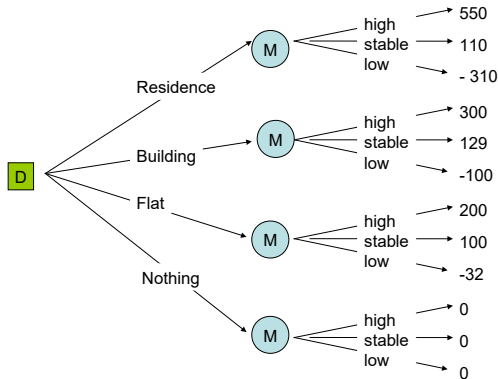 550
high
M
stable
110
low
- 310
Residence
300
high
M
stable
129
Building
low
-100
D
Flat
200
high
M
stable
100
low
-32
Nothing
0
high
M
stable
0
low
0